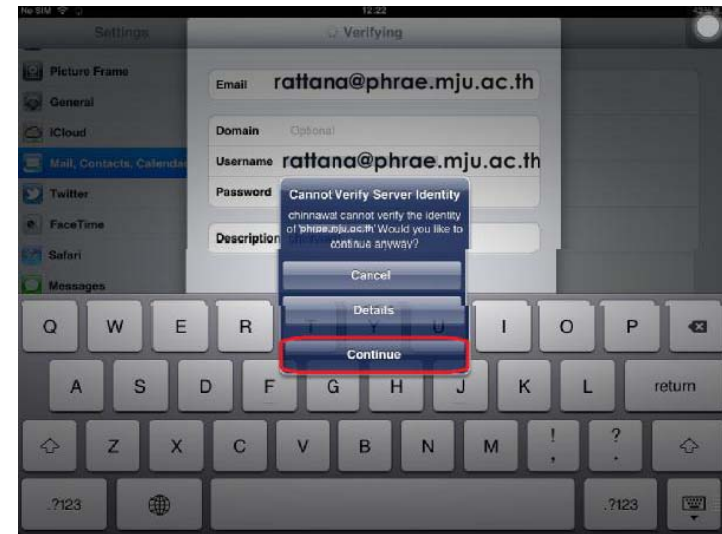 No SIM 12:22 42%
Settings
Verifying
Picture Frame
General
iCloud
Mail, Contacts, Calendar
Twitter
FaceTime
Safari
Messages
Email rattana@phrae.mju.ac.th
Domain Optional
Username rattana@phrae.mju.ac.th
Password
Description
Cannot Verify Server Identity
chinnawat cannot verify the identity
of 'phrae.mju.ac.th' Would you like to
continue anyway?
Cancel
Details
Continue
Q W E R T Y U I O P
A S D F G H J K L return
Z X C V B N M ! , ? .
.?123 .?123